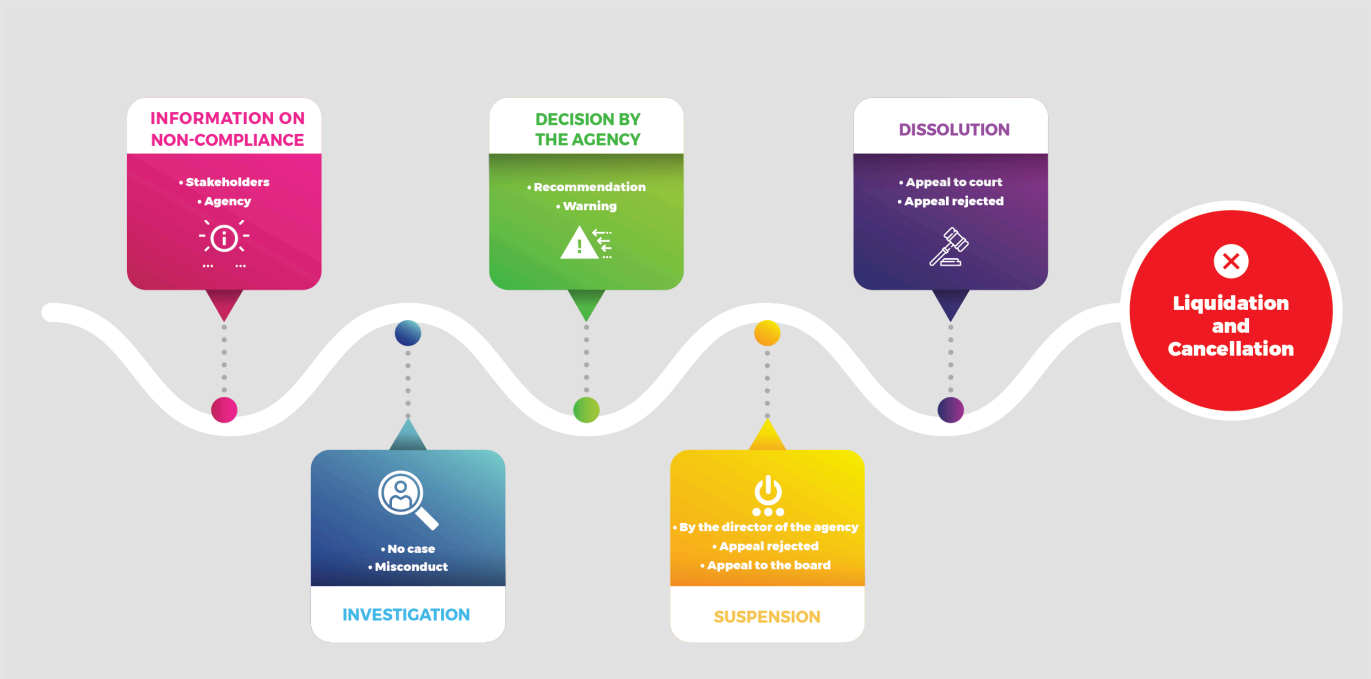 INFORMATION ON
NON-COMPLIANCE
• Stakeholders
• Agency
• No case
• Misconduct
INVESTIGATION
DECISION BY
THE AGENCY
• Recommendation
• Warning
• By the director of the agency
• Appeal rejected
• Appeal to the board
SUSPENSION
DISSOLUTION
• Appeal to court
• Appeal rejected
Liquidation
and
Cancellation